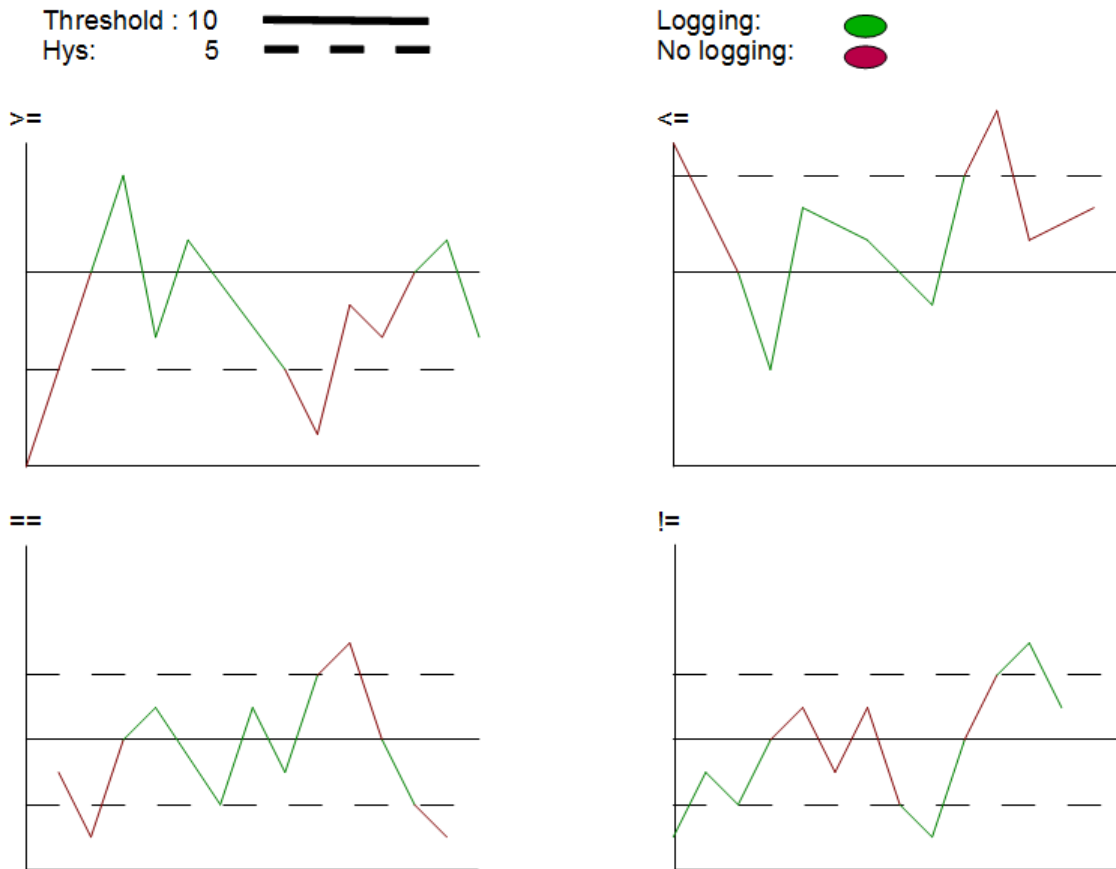 Threshold : 10
Hys: 5
Logging:
No logging:
>=
<=
==
!=